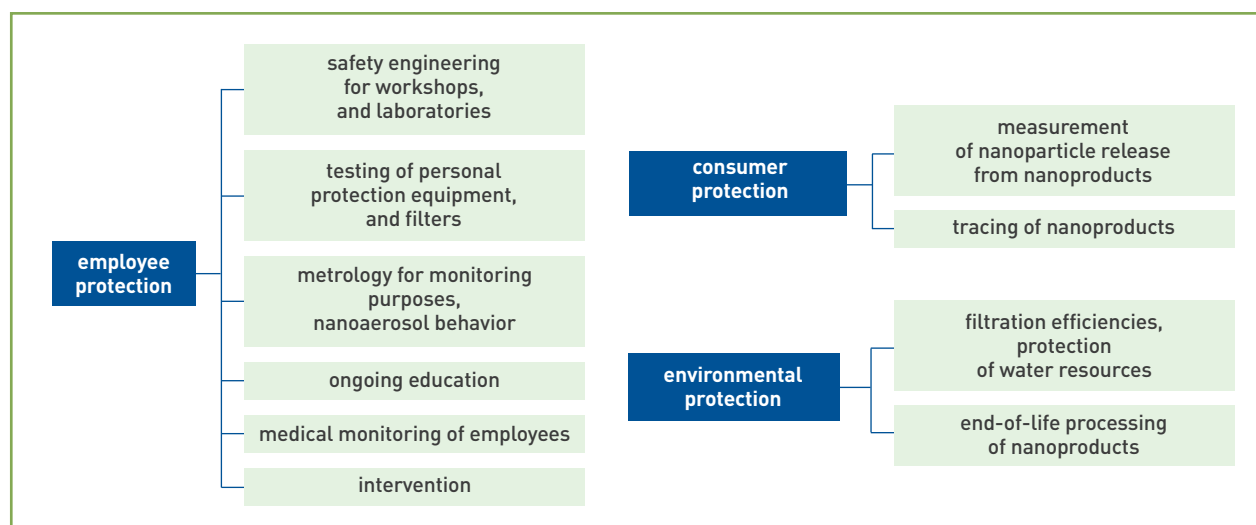 employee
protection
safety engineering
for workshops,
and laboratories
testing of personal
protection equipment,
and filters
metrology for monitoring
purposes,
nanoaerosol behavior
ongoing education
medical monitoring of employees
intervention
consumer
protection
measurement
of nanoparticle release
from nanoproducts
tracing of nanoproducts
environmental
protection
filtration efficiencies,
protection
of water resources
end-of-life processing
of nanoproducts